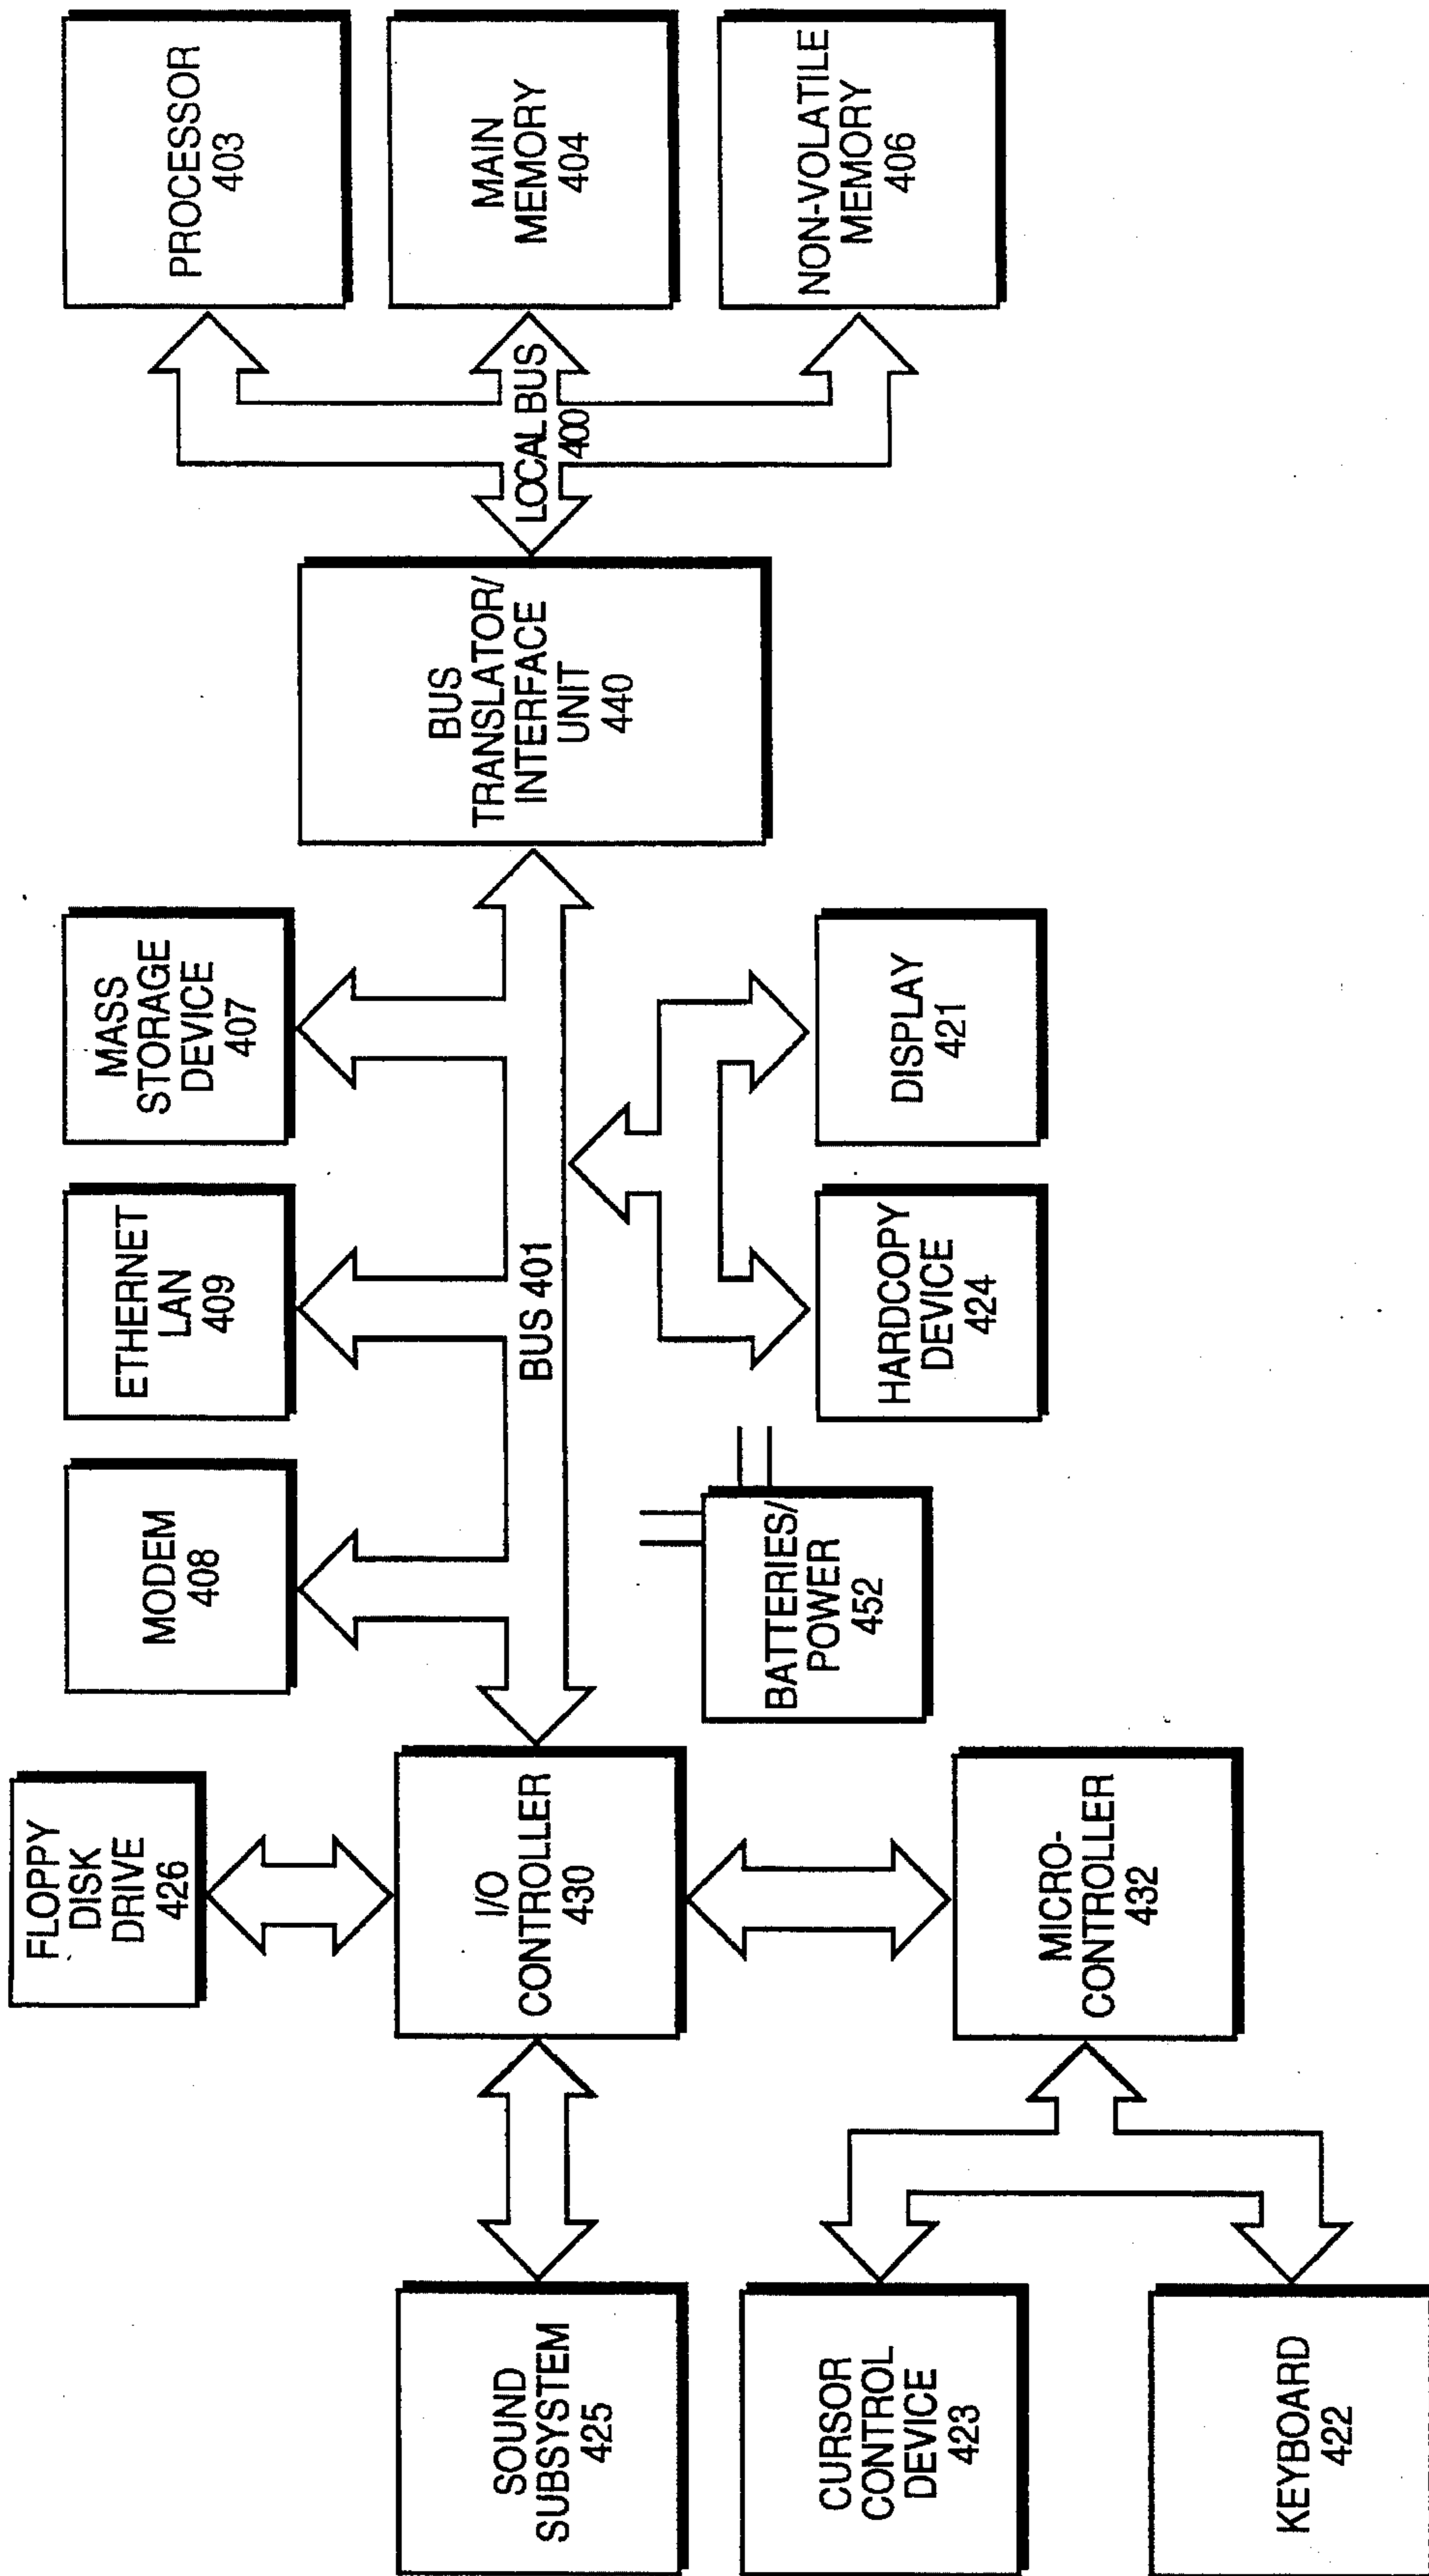 PROCESSOR
403
MAIN
MEMORY
404
NON-VOLATILE
MEMORY
406
LOCAL BUS
400
BUS
TRANSLATOR/
INTERFACE
UNIT
440
MASS
STORAGE
DEVICE
407
ETHERNET
LAN
409
MODEM
408
BUS 401
DISPLAY
421
HARDCOPY
DEVICE
424
BATTERIES/
POWER
452
FLOPPY
DISK
DRIVE
426
I/O
CONTROLLER
430
MICRO-
CONTROLLER
432
SOUND
SUBSYSTEM
425
CURSOR
CONTROL
DEVICE
423
KEYBOARD
422